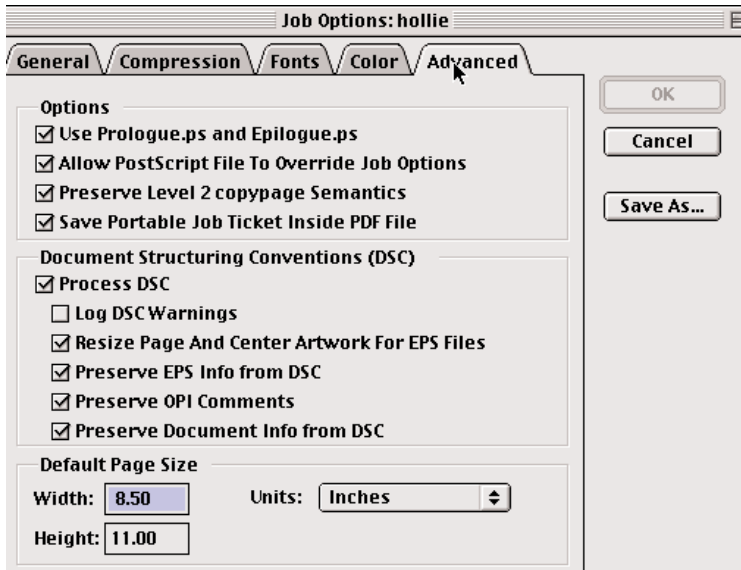 Job Options: hollie
General Compression Fonts Color Advanced
OK
Cancel
Save As...
Options
Use Prologue.ps and Epilogue.ps
Allow PostScript File To Override Job Options
Preserve Level 2 copypage Semantics
Save Portable Job Ticket Inside PDF File
Document Structuring Conventions (DSC)
Process DSC
Log DSC Warnings
Resize Page And Center Artwork For EPS Files
Preserve EPS Info from DSC
Preserve OPI Comments
Preserve Document Info from DSC
Default Page Size
Width: 8.50 Units: Inches
Height: 11.00